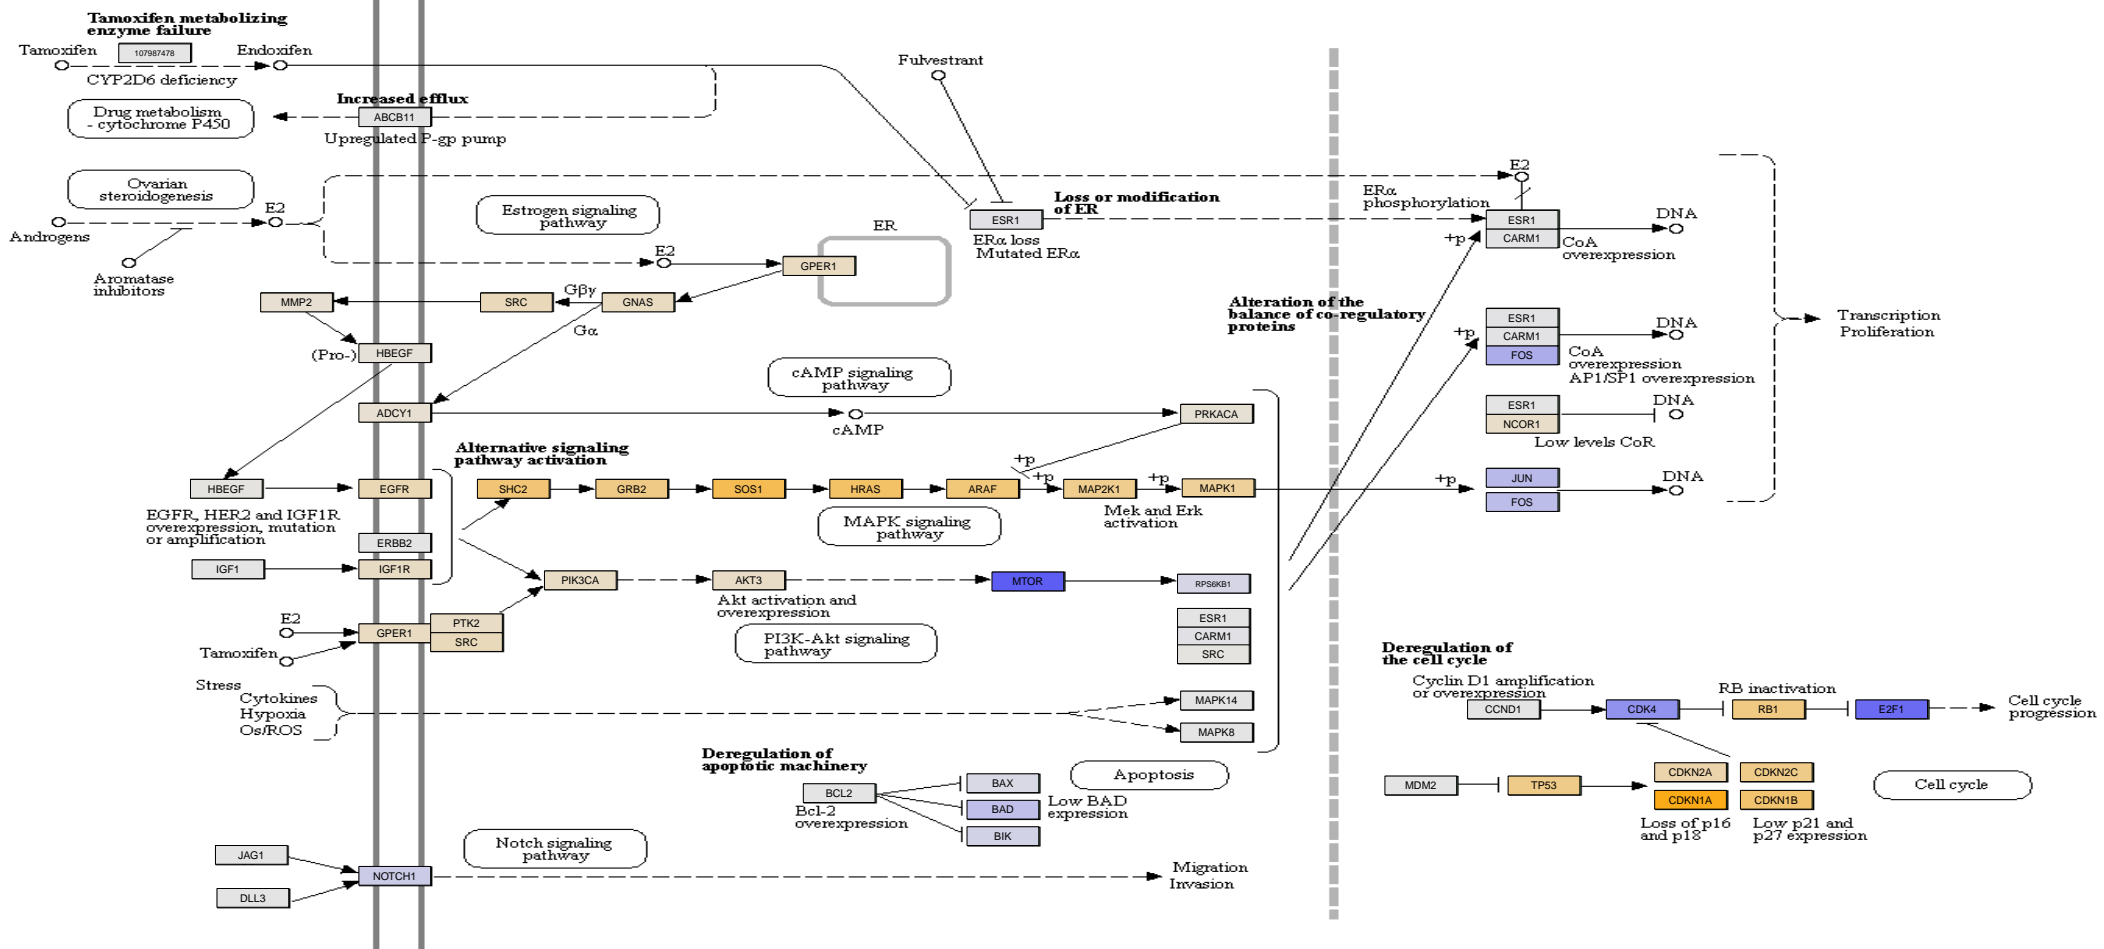 Tamoxifen metabolizing
enzyme failure
Tamoxifen
107987478
Endoxifen
CYP2D6 deficiency
Drug metabolism
- cytochrome P450
Increased efflux
ABCB11
Upregulated P-gp pump
Fulvestrant
Ovarian
steroidogenesis
Androgens
E2
Aromatase
inhibitors
Estrogen signaling
pathway
E2
ER
GPER1
ESR1
ERα loss
Mutated ERα
Loss or modification
of ER
E2
ERα
phosphorylation
+p
ESR1
CARM1
CoA
overexpression
DNA
MMP2
SRC
Gβγ
GNAS
Gα
(Pro-)
HBEGF
Alteration of the
balance of co-regulatory
proteins
+p
ESR1
CARM1
FOS
DNA
CoA
overexpression
AP1/SP1 overexpression
Transcription
Proliferation
cAMP signaling
pathway
ADCY1
cAMP
PRKACA
ESR1
NCOR1
DNA
Low levels CoR
Alternative signaling
pathway activation
HBEGF
EGFR
SHC2
GRB2
SOS1
HRAS
ARAF
+p
+p
MAP2K1
+p
MAPK1
+p
JUN
FOS
DNA
EGFR, HER2 and IGF1R
overexpression, mutation
or amplification
ERBB2
MAPK signaling
pathway
Mek and Erk
activation
IGF1
IGF1R
PIK3CA
AKT3
MTOR
RPS6KB1
Akt activation and
overexpression
E2
GPER1
PTK2
SRC
Tamoxifen
PI3K-Akt signaling
pathway
ESR1
CARM1
SRC
Stress
Cytokines
Hypoxia
Os/ROS
MAPK14
MAPK8
Deregulation of
the cell cycle
Cyclin D1 amplification
or overexpression
RB inactivation
CCND1
CDK4
RB1
E2F1
Cell cycle
progression
MDM2
TP53
CDKN2A
CDKN2C
CDKN1A
CDKN1B
Cell cycle
Loss of p16
and p18
Low p21 and
p27 expression
Deregulation of
apoptotic machinery
BCL2
BAX
BAD
BIK
Bcl-2
overexpression
Low BAD
expression
Apoptosis
JAG1
DLL3
NOTCH1
Notch signaling
pathway
Migration
Invasion